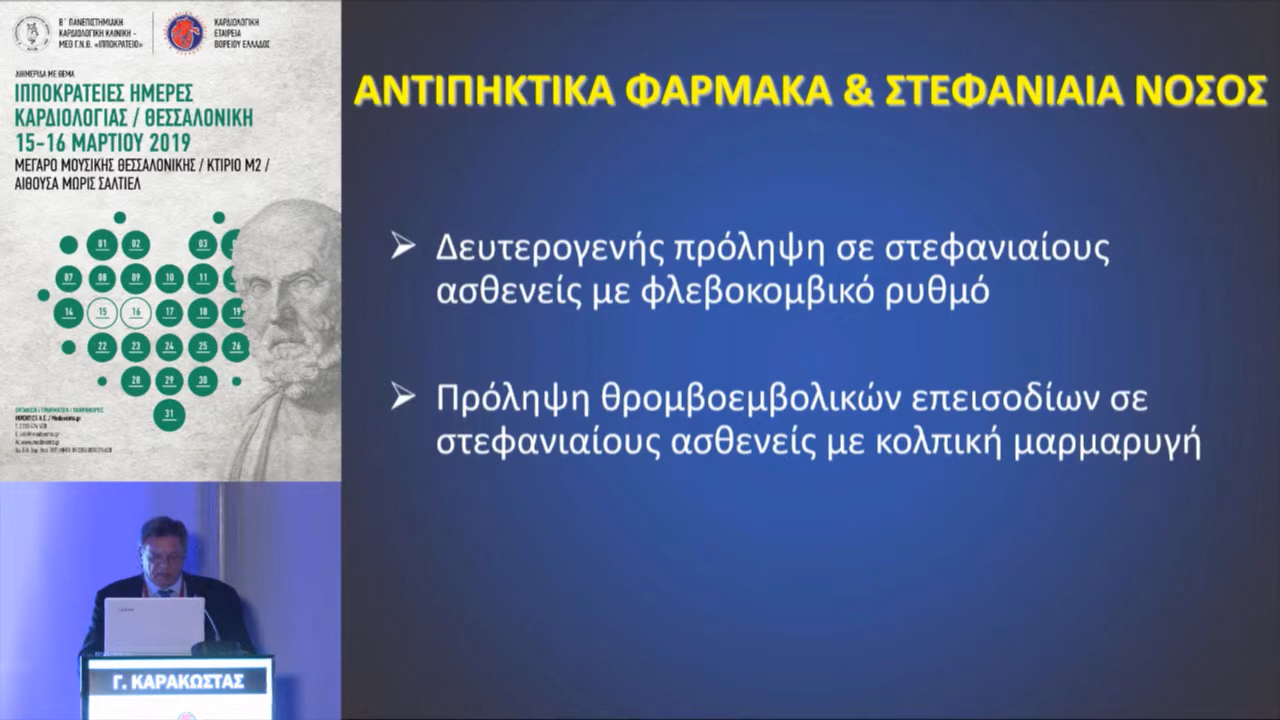 Β΄ ΠΑΝΕΠΙΣΤΗΜΙΑΚΗ
ΚΑΡΔΙΟΛΟΓΙΚΗ ΚΛΙΝΙΚΗ –
ΜΕΘ Γ.Ν.Θ. «ΙΠΠΟΚΡΑΤΕΙΟ»
ΚΑΡΔΙΟΛΟΓΙΚΗ
ΕΤΑΙΡΕΙΑ
ΒΟΡΕΙΟΥ ΕΛΛΑΔΟΣ
ΔΙΗΜΕΡΙΔΑ ΜΕ ΘΕΜΑ
ΙΠΠΟΚΡΑΤΕΙΕΣ ΗΜΕΡΕΣ
ΚΑΡΔΙΟΛΟΓΙΑΣ / ΘΕΣΣΑΛΟΝΙΚΗ
15-16 ΜΑΡΤΙΟΥ 2019
ΜΕΓΑΡΟ ΜΟΥΣΙΚΗΣ ΘΕΣΣΑΛΟΝΙΚΗΣ / ΚΤΙΡΙΟ Μ2 /
ΑΙΘΟΥΣΑ ΜΩΡΙΣ ΣΑΛΤΙΕΛ
01 02 03
07 08 09 10 11
14 15 16 17 18 19
22 23 24 25 26
28 29 30
31
ΑΝΤΙΠΗΚΤΙΚΑ ΦΑΡΜΑΚΑ & ΣΤΕΦΑΝΙΑΙΑ ΝΟΣΟΣ
Δευτερογενής πρόληψη σε στεφανιαίους
ασθενείς με φλεβοκομβικό ρυθμό
Πρόληψη θρομβοεμβολικών επεισοδίων σε
στεφανιαίους ασθενείς με κολπική μαρμαρυγή
Γ. ΚΑΡΑΚΩΣΤΑΣ